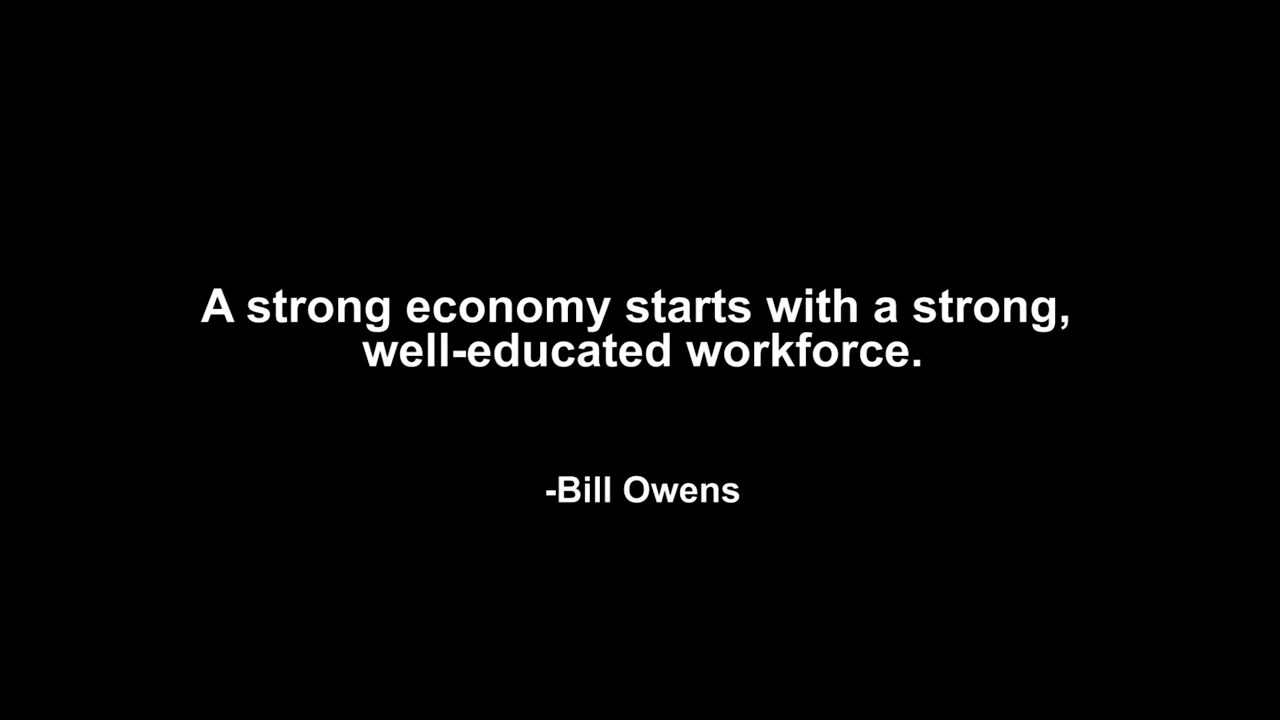 A strong economy starts with a strong,
well-educated workforce.
-Bill Owens